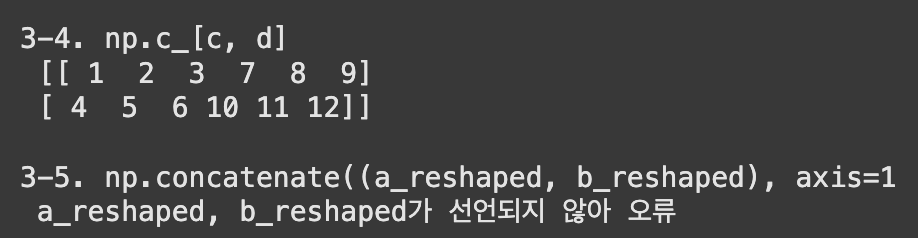 3-4. np.c_[c, d]
[[ 1 2 3 7 8 9]
[ 4 5 6 10 11 12]]
3-5. np.concatenate((a_reshaped, b_reshaped), axis=1
a_reshaped, b_reshaped가 선언되지 않아 오류